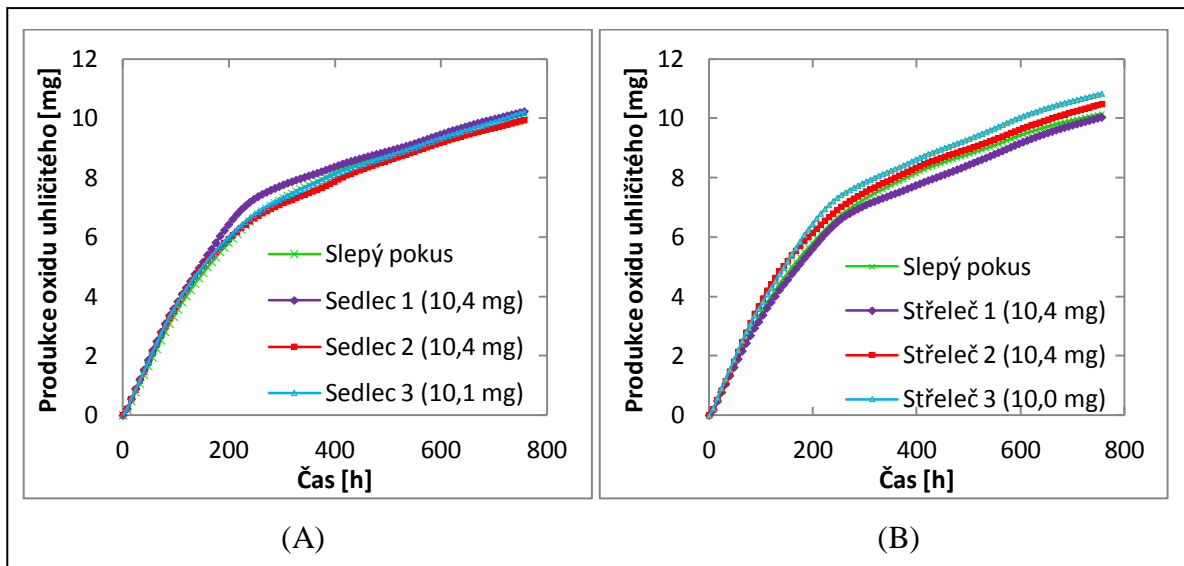 Produkce oxidu uhličitého [mg]
12
10
8
6
4
2
0
Slepý pokus
Sedlec 1 (10,4 mg)
Sedlec 2 (10,4 mg)
Sedlec 3 (10,1 mg)
0 200 400 600 800
Čas [h]
(A)
Produkce oxidu uhličitého [mg]
12
10
8
6
4
2
0
Slepý pokus
Střeleč 1 (10,4 mg)
Střeleč 2 (10,4 mg)
Střeleč 3 (10,0 mg)
0 200 400 600 800
Čas [h]
(B)